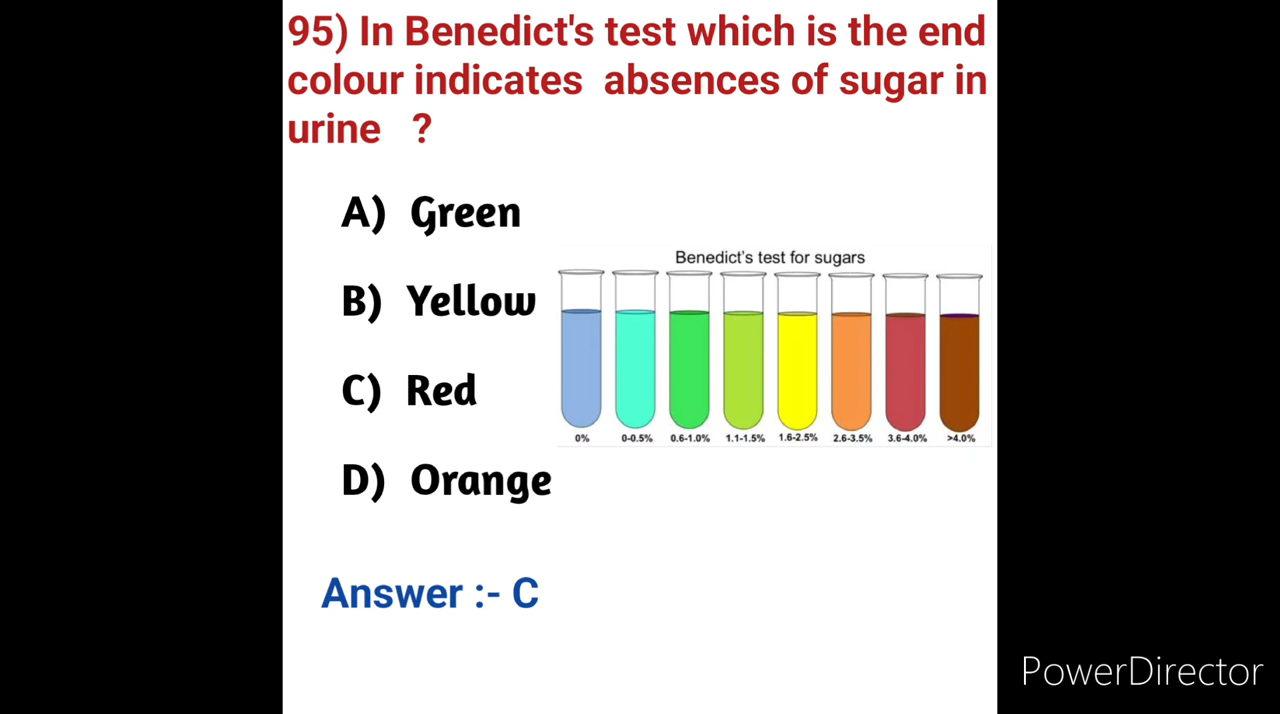 95) In Benedict's test which is the end
colour indicates absences of sugar in
urine ?
A) Green
B) Yellow
C) Red
D) Orange
Benedict's test for sugars
0% 0-0.5% 0.6-1.0% 1.1-1.5% 1.6-2.5% 2.6-3.5% 3.6-4.0% >4.0%
Answer :- C
PowerDirector